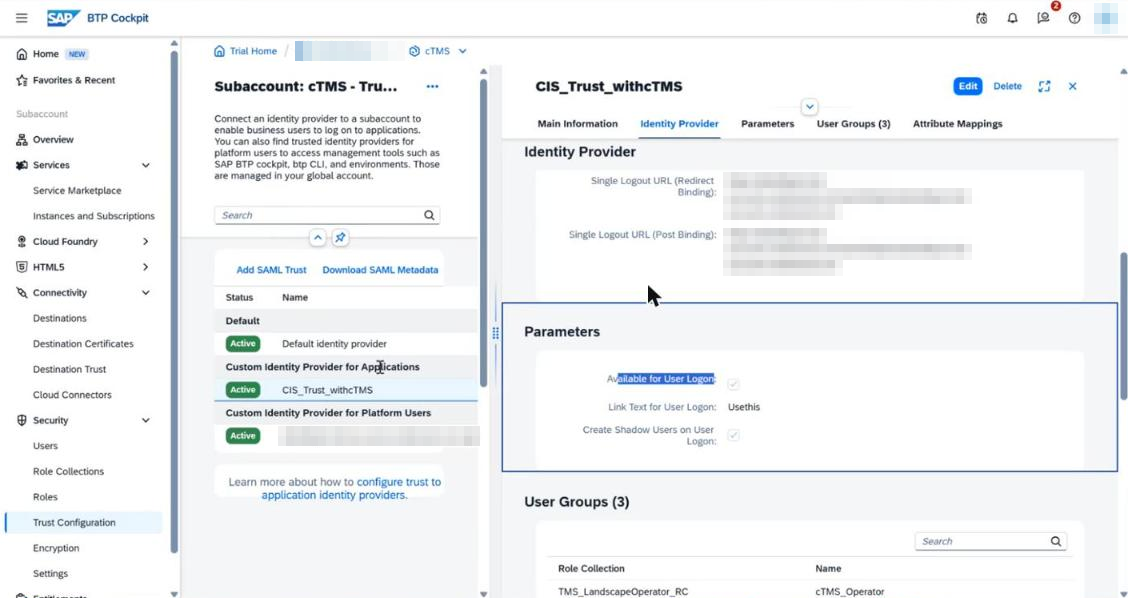 SAP BTP Cockpit
2
Home NEW
Favorites & Recent
Subaccount
Overview
Services
Service Marketplace
Instances and Subscriptions
Cloud Foundry
HTML5
Connectivity
Destinations
Destination Certificates
Destination Trust
Cloud Connectors
Security
Users
Role Collections
Roles
Trust Configuration
Encryption
Settings
Trial Home /
cTMS
Subaccount: cTMS - Tru...
Connect an identity provider to a subaccount to
enable business users to log on to applications.
You can also find trusted identity providers for
platform users to access management tools such as
SAP BTP cockpit, btp CLI, and environments. Those
are managed in your global account.
Search
Add SAML Trust Download SAML Metadata
Status Name
Default
Active Default identity provider
Custom Identity Provider for Applications
Active CIS_Trust_withcTMS
Custom Identity Provider for Platform Users
Active
Learn more about how to configure trust to
application identity providers.
CIS_Trust_withcTMS
Edit Delete
Main Information Identity Provider Parameters User Groups (3) Attribute Mappings
Identity Provider
Single Logout URL (Redirect
Binding):
Single Logout URL (Post Binding):
Parameters
Available for User Logon:
Link Text for User Logon: Usethis
Create Shadow Users on User
Logon:
User Groups (3)
Search
Role Collection Name
TMS_LandscapeOperator_RC cTMS_Operator